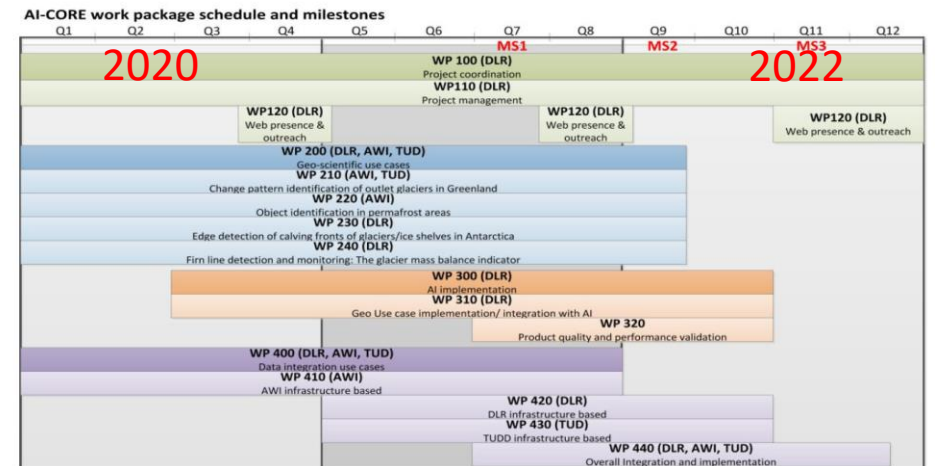 AI-CORE work package schedule and milestones
Q1 Q2 Q3 Q4 Q5 Q6 Q7 Q8 Q9 Q10 Q11 Q12
MS1 MS2 MS3
2020 2022
WP 100 (DLR)
Project coordination
WP110 (DLR)
Project management
WP120 (DLR)
Web presence &
outreach
WP120 (DLR)
Web presence &
outreach
WP120 (DLR)
Web presence & outreach
WP 200 (DLR, AWI, TUD)
Geo-scientific use cases
WP 210 (AWI, TUD)
Change pattern identification of outlet glaciers in Greenland
WP 220 (AWI)
Object identification in permafrost areas
WP 230 (DLR)
Edge detection of calving fronts of glaciers/ice shelves in Antarctica
WP 240 (DLR)
Firn line detection and monitoring: The glacier mass balance indicator
WP 300 (DLR)
AI implementation
WP 310 (DLR)
Geo Use case implementation/ integration with AI
WP 320
Product quality and performance validation
WP 400 (DLR, AWI, TUD)
Data integration use cases
WP 410 (AWI)
AWI infrastructure based
WP 420 (DLR)
DLR infrastructure based
WP 430 (TUD)
TUDD infrastructure based
WP 440 (DLR, AWI, TUD)
Overall Integration and implementation